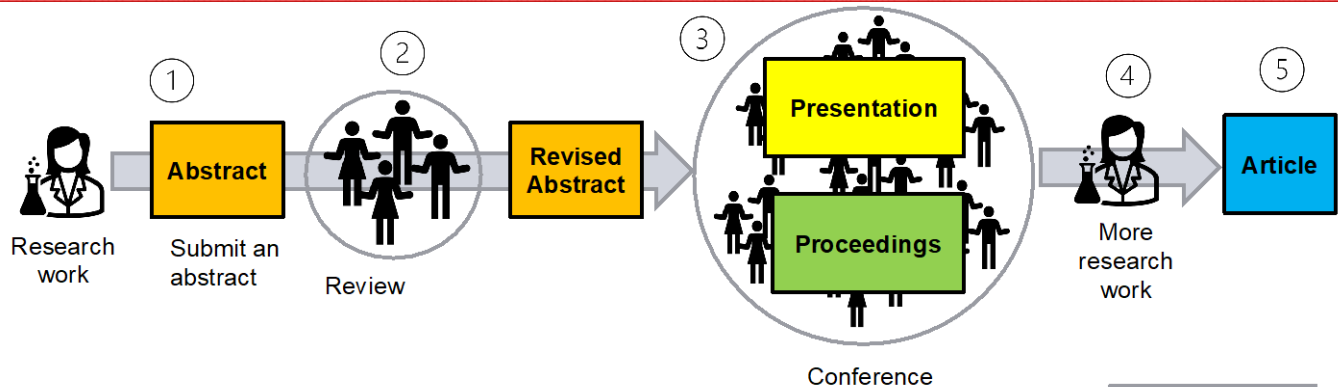 1
2
3
4
5
Abstract
Revised
Abstract
Presentation
Proceedings
Article
Research
work
Submit an
abstract
Review
Conference
More
research
work